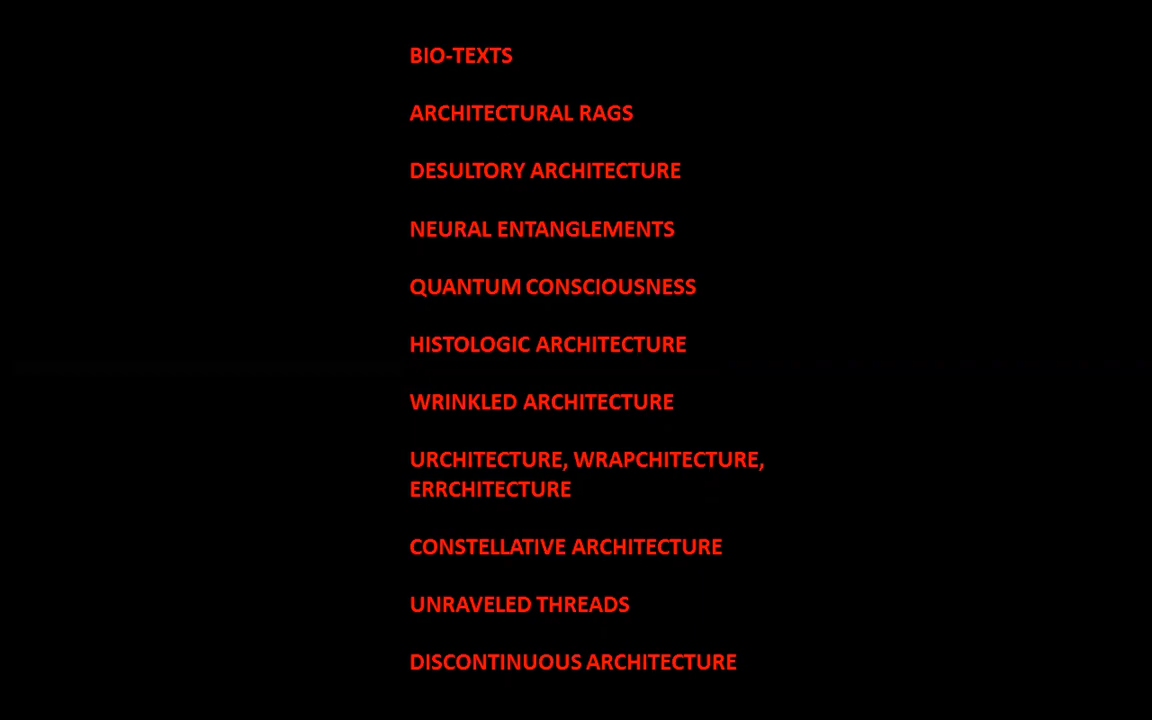 BIO-TEXTS
ARCHITECTURAL RAGS
DESULTORY ARCHITECTURE
NEURAL ENTANGLEMENTS
QUANTUM CONSCIOUSNESS
HISTOLOGIC ARCHITECTURE
WRINKLED ARCHITECTURE
URCHITECTURE, WRAPCHITECTURE,
ERRCHITECTURE
CONSTELLATIVE ARCHITECTURE
UNRAVELED THREADS
DISCONTINUOUS ARCHITECTURE